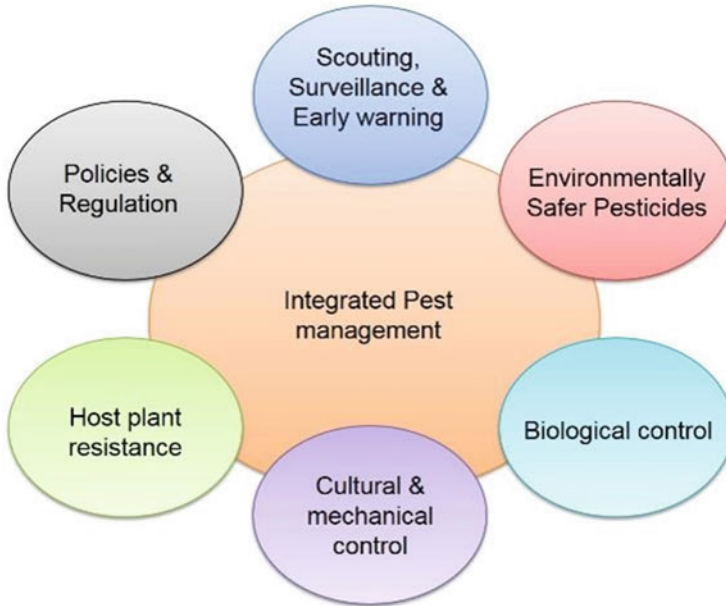 Scouting,
Surveillance &
Early warning
Policies &
Regulation
Environmentally
Safer Pesticides
Integrated Pest
management
Host plant
resistance
Biological control
Cultural &
mechanical
control